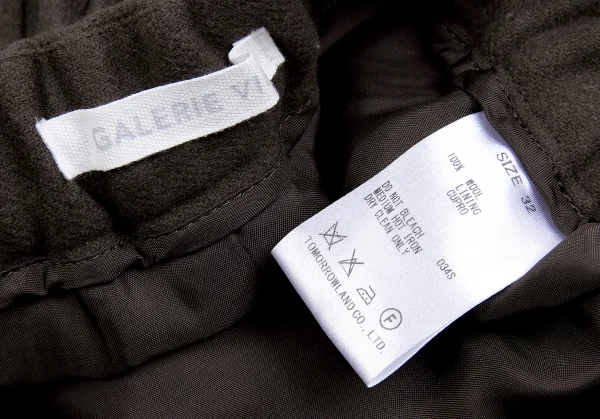 GALERIE VI
SIZE 32
100% WOOL
LINING
CUPRO
034S
DO NOT BLEACH
MEDIUM HOT IRON
DRY CLEAN ONLY
F
TOMORROWLAND CO., LTD.